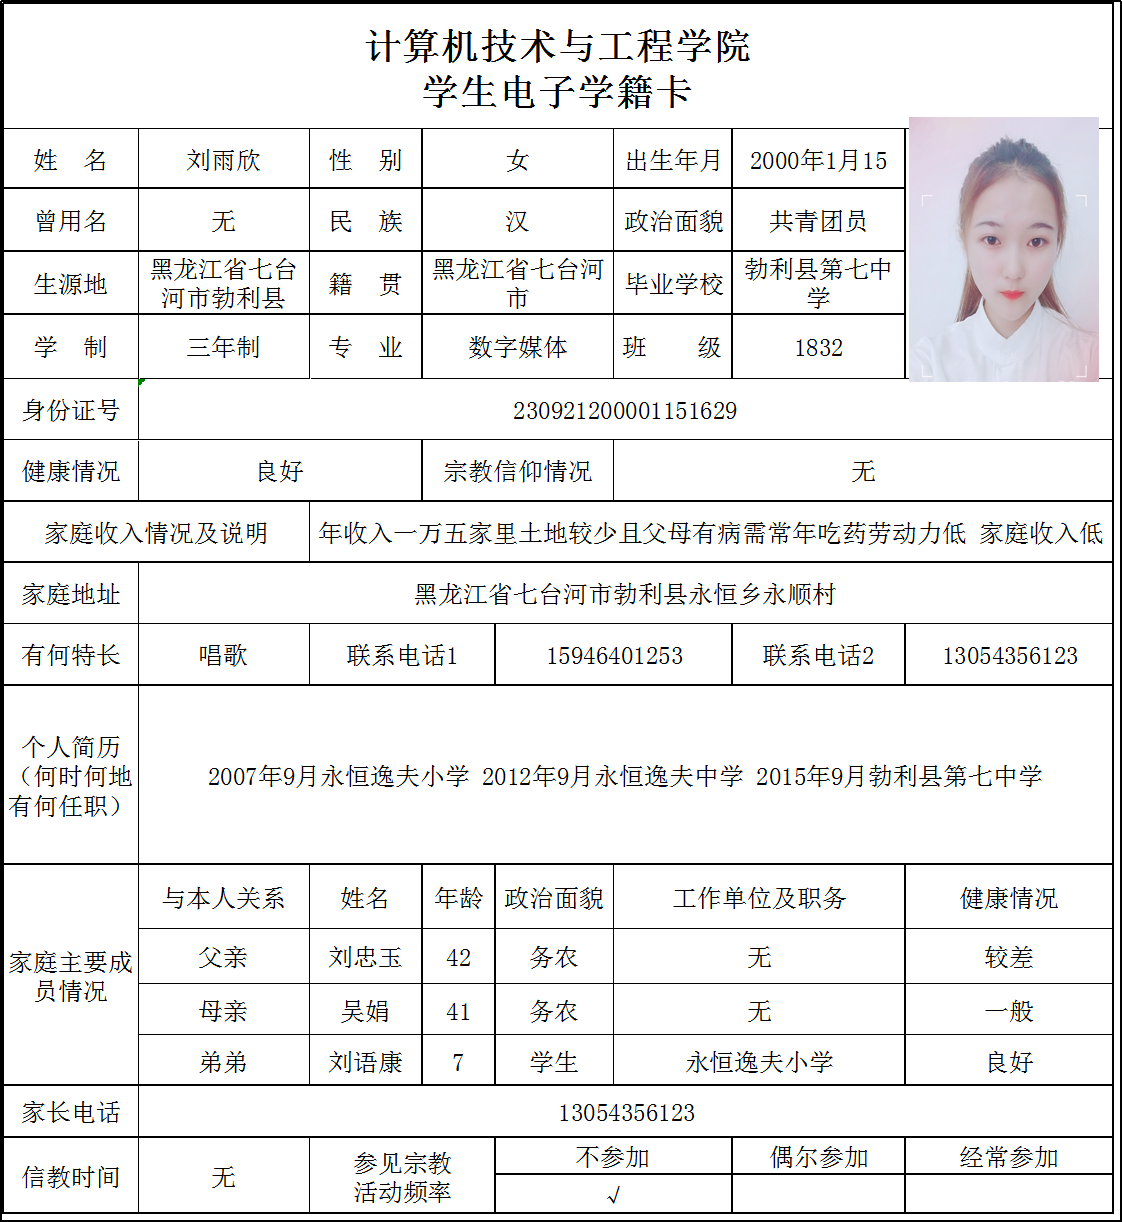 计算机技术与工程学院
学生电子学籍卡
姓 名 刘雨欣 性 别 女 出生年月 2000年1月15
曾用名 无 民 族 汉 政治面貌 共青团员
生源地 黑龙江省七台河市勃利县 籍 贯 黑龙江省七台河市 毕业学校 勃利县第七中学
学 制 三年制 专 业 数字媒体 班 级 1832
身份证号 230921200001151629
健康情况 良好 宗教信仰情况 无
家庭收入情况及说明 年收入一万五家里土地较少且父母有病需常年吃药劳动力低 家庭收入低
家庭地址 黑龙江省七台河市勃利县永恒乡永顺村
有何特长 唱歌 联系电话1 15946401253 联系电话2 13054356123
个人简历
（何时何地
有何任职）
2007年9月永恒逸夫小学 2012年9月永恒逸夫中学 2015年9月勃利县第七中学
家庭主要成
员情况
与本人关系 姓名 年龄 政治面貌 工作单位及职务 健康情况
父亲 刘忠玉 42 务农 无 较差
母亲 吴娟 41 务农 无 一般
弟弟 刘语康 7 学生 永恒逸夫小学 良好
家长电话 13054356123
信教时间 无 参见宗教
活动频率
不参加 偶尔参加 经常参加
√